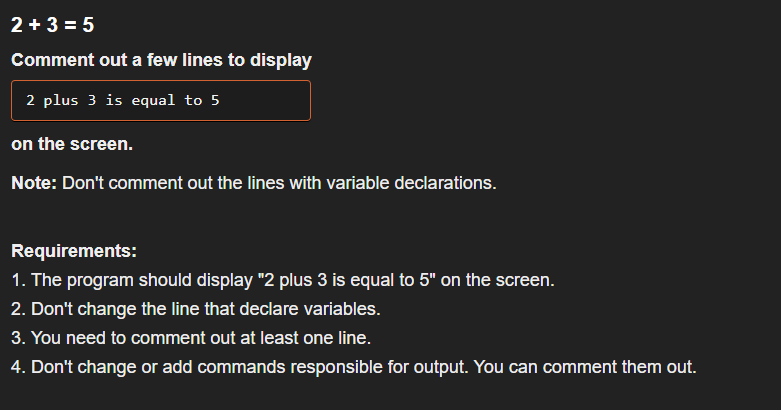 2 + 3 = 5
Comment out a few lines to display
2 plus 3 is equal to 5
on the screen.
Note: Don't comment out the lines with variable declarations.
Requirements:
1. The program should display "2 plus 3 is equal to 5" on the screen.
2. Don't change the line that declare variables.
3. You need to comment out at least one line.
4. Don't change or add commands responsible for output. You can comment them out.